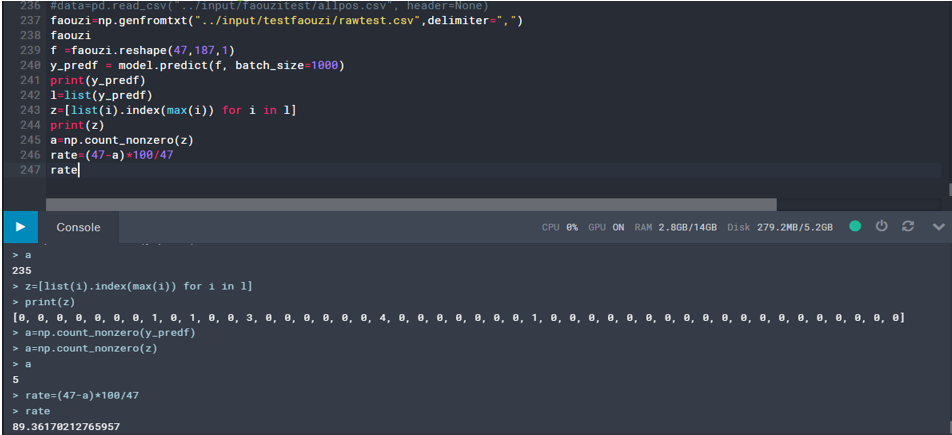 236 #data=pd.read_csv("../input/faouzitest/allpos.csv", header=None)
237 faouzi=np.genfromtxt("../input/testfaouzi/rawtest.csv",delimiter=",")
238 faouzi
239 f =faouzi.reshape(47,187,1)
240 y_predf = model.predict(f, batch_size=1000)
241 print(y_predf)
242 l=list(y_predf)
243 z=[list(i).index(max(i)) for i in l]
244 print(z)
245 a=np.count_nonzero(z)
246 rate=(47-a)*100/47
247 rate
Console CPU 0% GPU ON RAM 2.8GB/14GB Disk 279.2MB/5.2GB
> a
235
> z=[list(i).index(max(i)) for i in l]
> print(z)
[0, 0, 0, 0, 0, 0, 0, 1, 0, 1, 0, 0, 3, 0, 0, 0, 0, 0, 0, 4, 0, 0, 0, 0, 0, 0, 0, 1, 0, 0, 0, 0, 0, 0, 0, 0, 0, 0, 0, 0, 0, 0, 0, 0, 0, 0, 0]
> a=np.count_nonzero(y_predf)
> a=np.count_nonzero(z)
> a
5
> rate=(47-a)*100/47
> rate
89.36170212765957